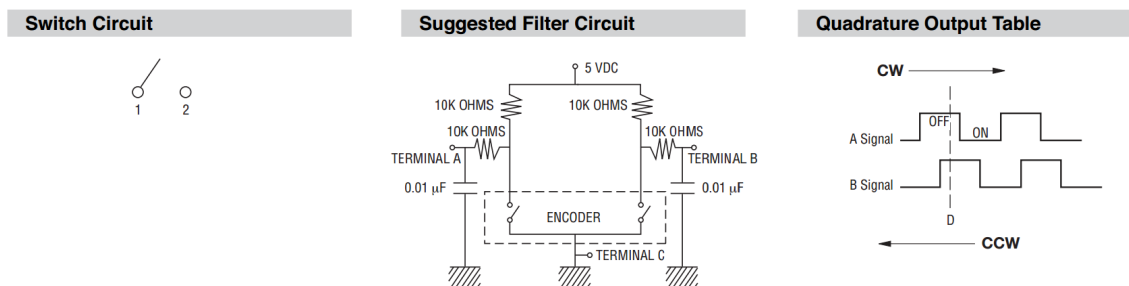 Switch Circuit
1 2
Suggested Filter Circuit
5 VDC
10K OHMS 10K OHMS
10K OHMS 10K OHMS
TERMINAL A TERMINAL B
0.01 µF 0.01 µF
ENCODER
TERMINAL C
Quadrature Output Table
CW
OFF
A Signal ON
B Signal
D
CCW